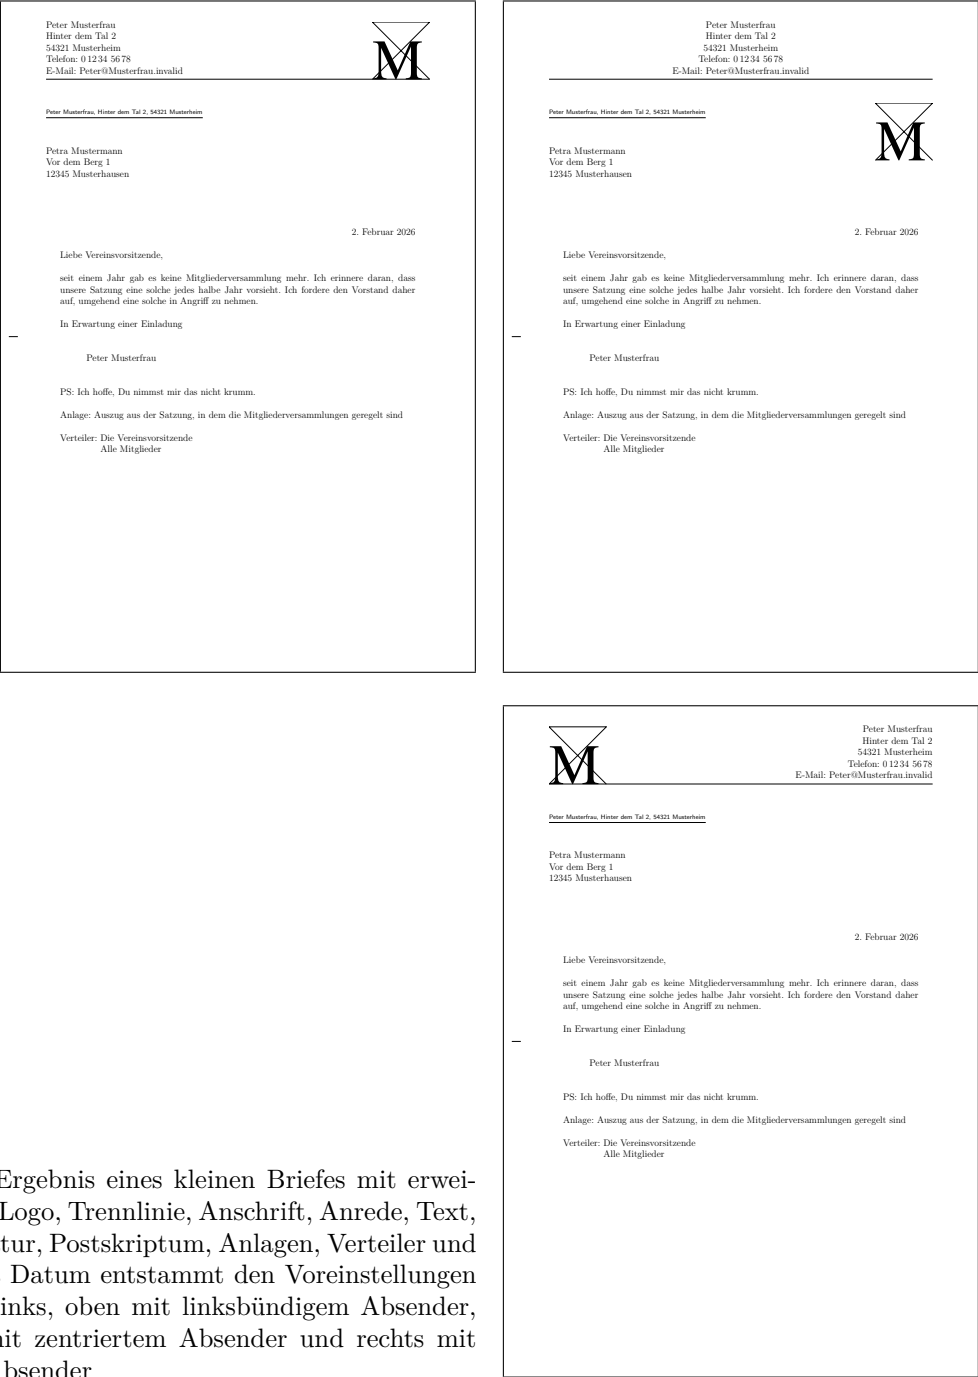 Peter Musterfrau
Hinter dem Tal 2
54321 Musterheim
Telefon: 0 12 34 56 78
E-Mail: Peter@Musterfrau.invalid
M
Peter Musterfrau, Hinter dem Tal 2, 54321 Musterheim
Petra Mustermann
Vor dem Berg 1
12345 Musterhausen
2. Februar 2026
Liebe Vereinsvorsitzende,
seit einem Jahr gab es keine Mitgliederversammlung mehr. Ich erinnere daran, dass
unsere Satzung eine solche jedes halbe Jahr vorsieht. Ich fordere den Vorstand daher
auf, umgehend eine solche in Angriff zu nehmen.
In Erwartung einer Einladung
Peter Musterfrau
PS: Ich hoffe, Du nimmst mir das nicht krumm.
Anlage: Auszug aus der Satzung, in dem die Mitgliederversammlungen geregelt sind
Verteiler: Die Vereinsvorsitzende
Alle Mitglieder
Peter Musterfrau
Hinter dem Tal 2
54321 Musterheim
Telefon: 0 12 34 56 78
E-Mail: Peter@Musterfrau.invalid
Peter Musterfrau, Hinter dem Tal 2, 54321 Musterheim
M
Petra Mustermann
Vor dem Berg 1
12345 Musterhausen
2. Februar 2026
Liebe Vereinsvorsitzende,
seit einem Jahr gab es keine Mitgliederversammlung mehr. Ich erinnere daran, dass
unsere Satzung eine solche jedes halbe Jahr vorsieht. Ich fordere den Vorstand daher
auf, umgehend eine solche in Angriff zu nehmen.
In Erwartung einer Einladung
Peter Musterfrau
PS: Ich hoffe, Du nimmst mir das nicht krumm.
Anlage: Auszug aus der Satzung, in dem die Mitgliederversammlungen geregelt sind
Verteiler: Die Vereinsvorsitzende
Alle Mitglieder
Ergebnis eines kleinen Briefes mit erwei-
Logo, Trennlinie, Anschrift, Anrede, Text,
tur, Postskriptum, Anlagen, Verteiler und
Datum entstammt den Voreinstellungen
inks, oben mit linksbündigem Absender,
it zentriertem Absender und rechts mit
bsender
M
Peter Musterfrau
Hinter dem Tal 2
54321 Musterheim
Telefon: 0 12 34 56 78
E-Mail: Peter@Musterfrau.invalid
Peter Musterfrau, Hinter dem Tal 2, 54321 Musterheim
Petra Mustermann
Vor dem Berg 1
12345 Musterhausen
2. Februar 2026
Liebe Vereinsvorsitzende,
seit einem Jahr gab es keine Mitgliederversammlung mehr. Ich erinnere daran, dass
unsere Satzung eine solche jedes halbe Jahr vorsieht. Ich fordere den Vorstand daher
auf, umgehend eine solche in Angriff zu nehmen.
In Erwartung einer Einladung
Peter Musterfrau
PS: Ich hoffe, Du nimmst mir das nicht krumm.
Anlage: Auszug aus der Satzung, in dem die Mitgliederversammlungen geregelt sind
Verteiler: Die Vereinsvorsitzende
Alle Mitglieder